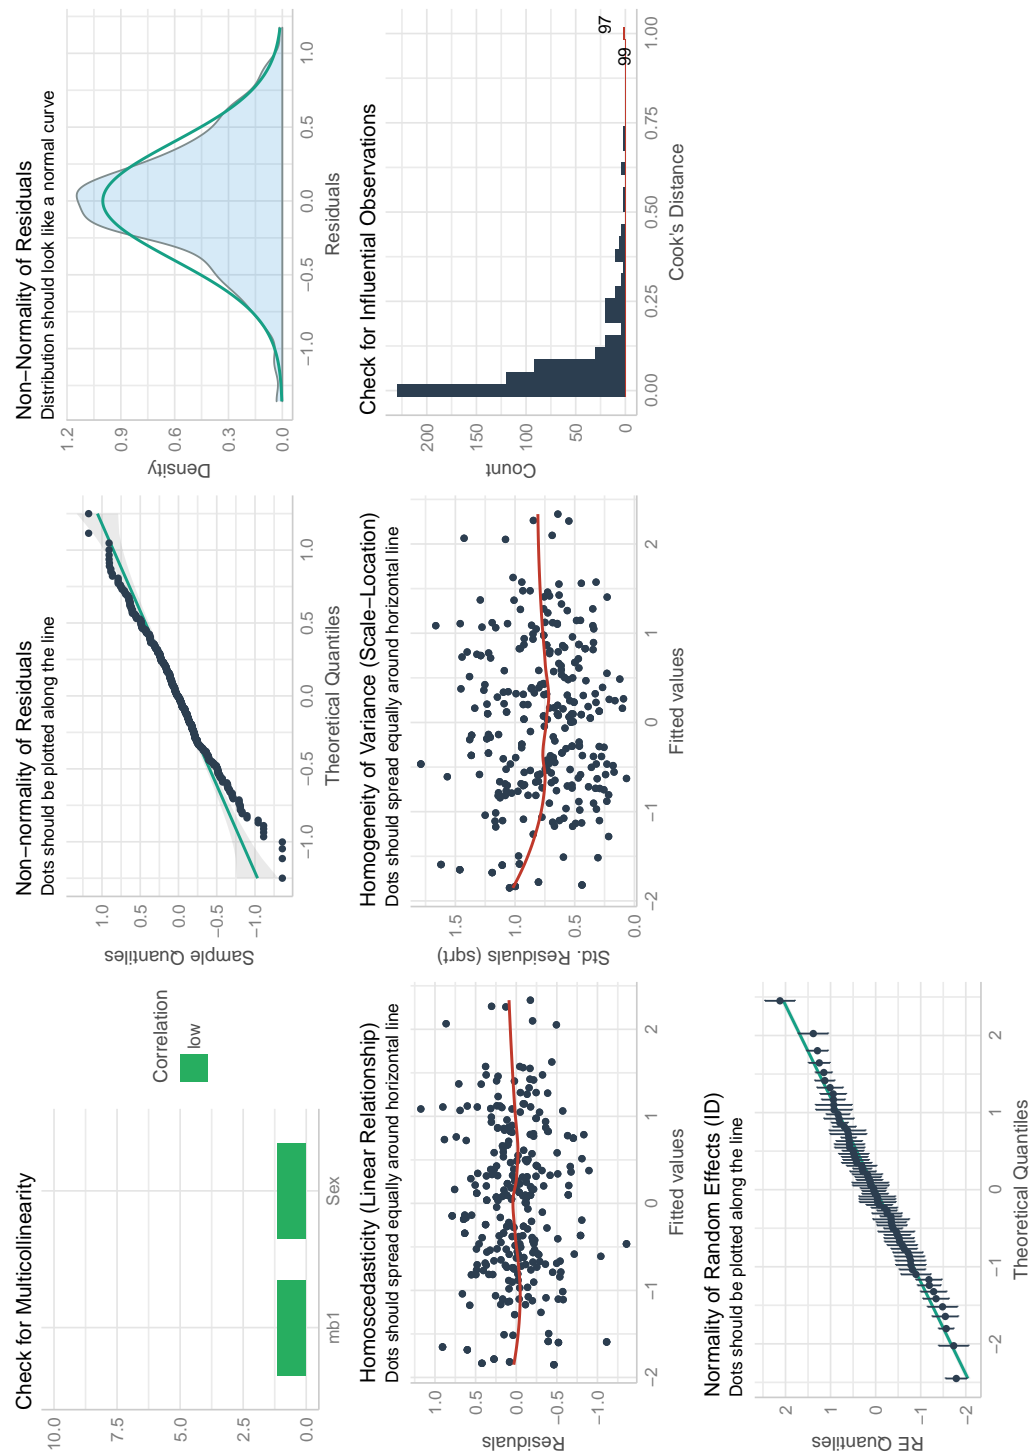 Check for Multicollinearity
10.0
7.5
5.0
2.5
0.0
mb1
Sex
Correlation
low
Non-normality of Residuals
Dots should be plotted along the line
Sample Quantiles
1.0
0.5
0.0
−0.5
−1.0
−1.0
−0.5
0.0
0.5
1.0
Theoretical Quantiles
Non−Normality of Residuals
Distribution should look like a normal curve
Density
1.2
0.9
0.6
0.3
0.0
−1.0
−0.5
0.0
0.5
1.0
Residuals
Homoscedasticity (Linear Relationship)
Dots should spread equally around horizontal line
Residuals
1.0
0.5
0.0
−0.5
−1.0
−2
−1
0
1
2
Fitted values
Homogeneity of Variance (Scale−Location)
Dots should spread equally around horizontal line
Std. Residuals (sqrt)
1.5
1.0
0.5
0.0
−2
−1
0
1
2
Fitted values
Check for Influential Observations
Count
200
150
100
50
0
97
99
0.00
0.25
0.50
0.75
1.00
Cook's Distance
Normality of Random Effects (ID)
Dots should be plotted along the line
RE Quantiles
2
1
0
−1
−2
−2
−1
0
1
2
Theoretical Quantiles